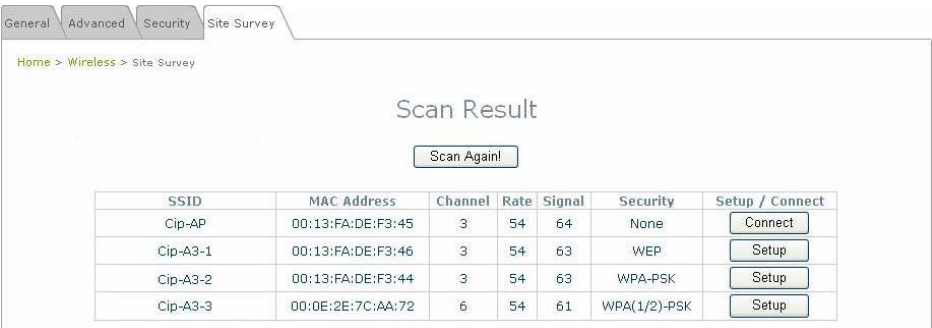 General Advanced Security Site Survey
Home > Wireless > Site Survey
Scan Result
Scan Again!
SSID MAC Address Channel Rate Signal Security Setup / Connect
Cip-AP 00:13:FA:DE:F3:45 3 54 64 None Connect
Cip-A3-1 00:13:FA:DE:F3:46 3 54 63 WEP Setup
Cip-A3-2 00:13:FA:DE:F3:44 3 54 63 WPA-PSK Setup
Cip-A3-3 00:0E:2E:7C:AA:72 6 54 61 WPA(1/2)-PSK Setup